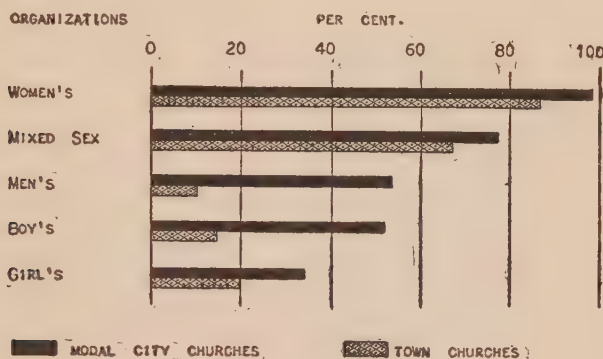 ORGANIZATIONS PER CENT.
0 20 40 60 80 100
WOMEN'S
MIXED SEX
MEN'S
BOY'S
GIRL'S
MODAL CITY CHURCHES TOWN CHURCHES